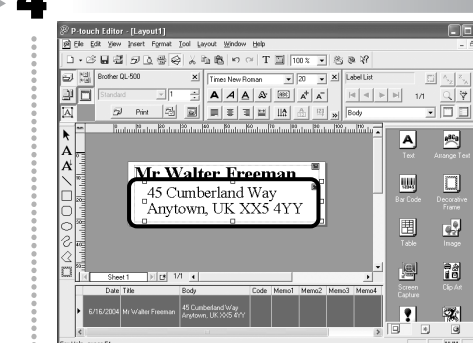 4
P-touch Editor - [Layout1]
File Edit View Insert Format Tool Layout Window Help
100 %
Brother QL-500
Times New Roman 20
Label List
Standard 1
1/1
Print
Body
Mr Walter Freeman
45 Cumberland Way
Anytown, UK XX5 4YY
Text
Arrange Text
Bar Code
Decorative Frame
Table
Image
Screen Capture
Clip Art
Sheet 1
1/1
Date Title Body Code Memo1 Memo2 Memo3 Memo4
6/16/2004 Mr Walter Freeman 45 Cumberland Way
Anytown, UK XX5 4YY